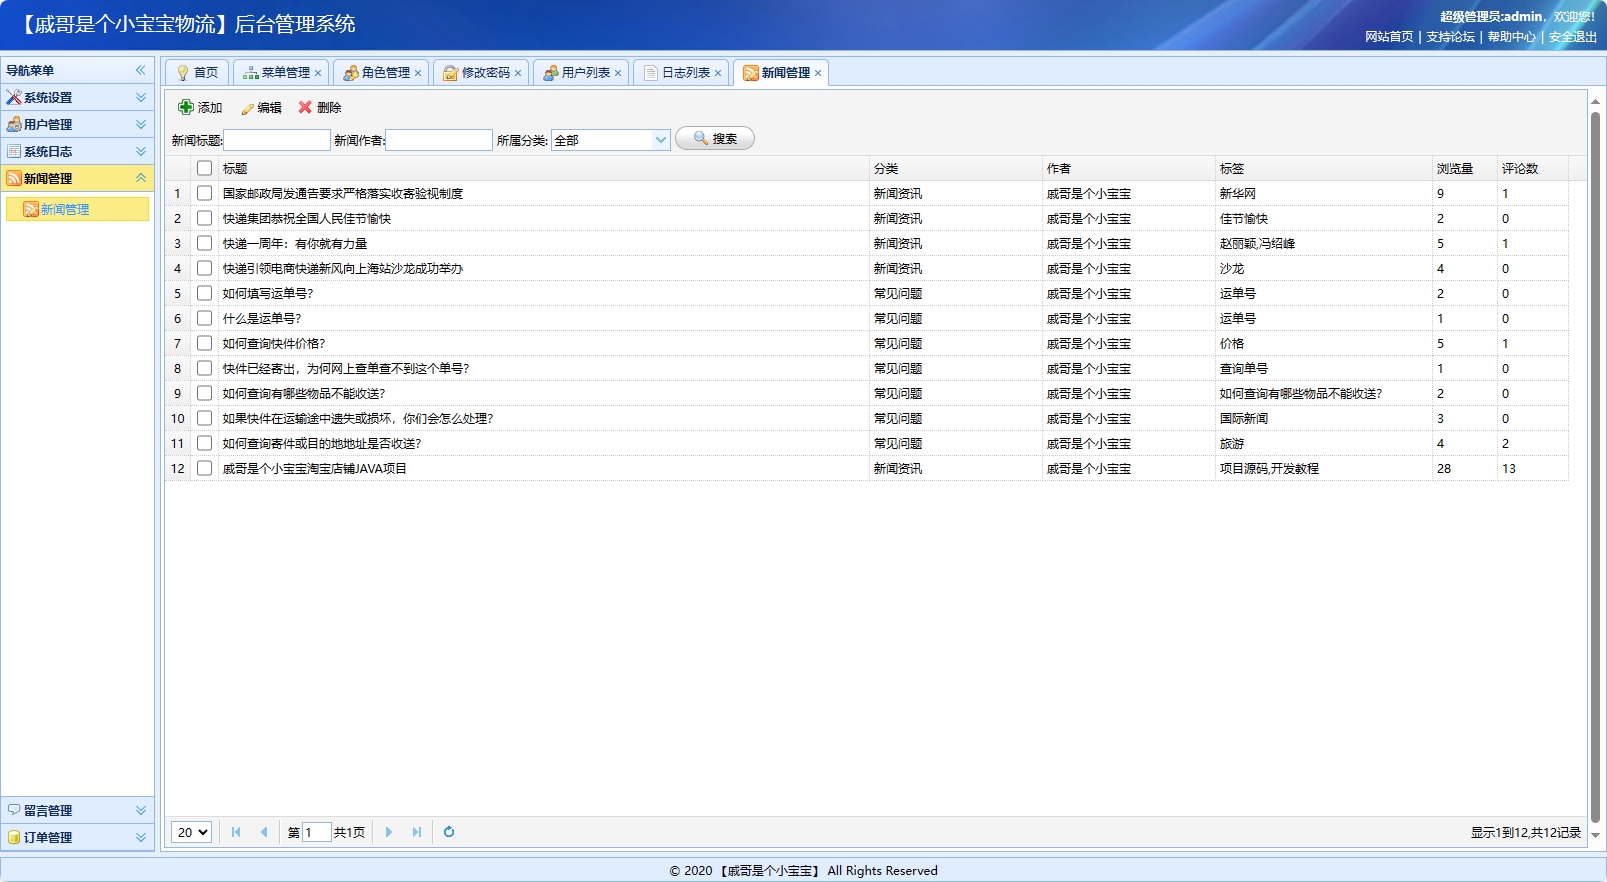 【戚哥是个小宝宝物流】后台管理系统
超级管理员:admin，欢迎您!
网站首页 | 支持论坛 | 帮助中心 | 安全退出
导航菜单
系统设置
用户管理
系统日志
新闻管理
新闻管理
留言管理
订单管理
首页 菜单管理 角色管理 修改密码 用户列表 日志列表 新闻管理
添加 编辑 删除
新闻标题: 新闻作者: 所属分类: 全部 搜索
标题 分类 作者 标签 浏览量 评论数
1 国家邮政局发通告要求严格落实收寄验视制度 新闻资讯 戚哥是个小宝宝 新华网 9 1
2 快递集团恭祝全国人民佳节愉快 新闻资讯 戚哥是个小宝宝 佳节愉快 2 0
3 快递一周年：有你就有力量 新闻资讯 戚哥是个小宝宝 赵丽颖,冯绍峰 5 1
4 快递引领电商快递新风向上海站沙龙成功举办 新闻资讯 戚哥是个小宝宝 沙龙 4 0
5 如何填写运单号? 常见问题 戚哥是个小宝宝 运单号 2 0
6 什么是运单号? 常见问题 戚哥是个小宝宝 运单号 1 0
7 如何查询快件价格? 常见问题 戚哥是个小宝宝 价格 5 1
8 快件已经寄出，为何网上查单查不到这个单号? 常见问题 戚哥是个小宝宝 查询单号 1 0
9 如何查询有哪些物品不能收送? 常见问题 戚哥是个小宝宝 如何查询有哪些物品不能收送? 2 0
10 如果快件在运输途中遗失或损坏，你们会怎么处理? 常见问题 戚哥是个小宝宝 国际新闻 3 0
11 如何查询寄件或目的地地址是否收送? 常见问题 戚哥是个小宝宝 旅游 4 2
12 戚哥是个小宝宝淘宝店铺JAVA项目 新闻资讯 戚哥是个小宝宝 项目源码,开发教程 28 13
20 第 1 共1页 显示1到12,共12记录
© 2020 【戚哥是个小宝宝】 All Rights Reserved